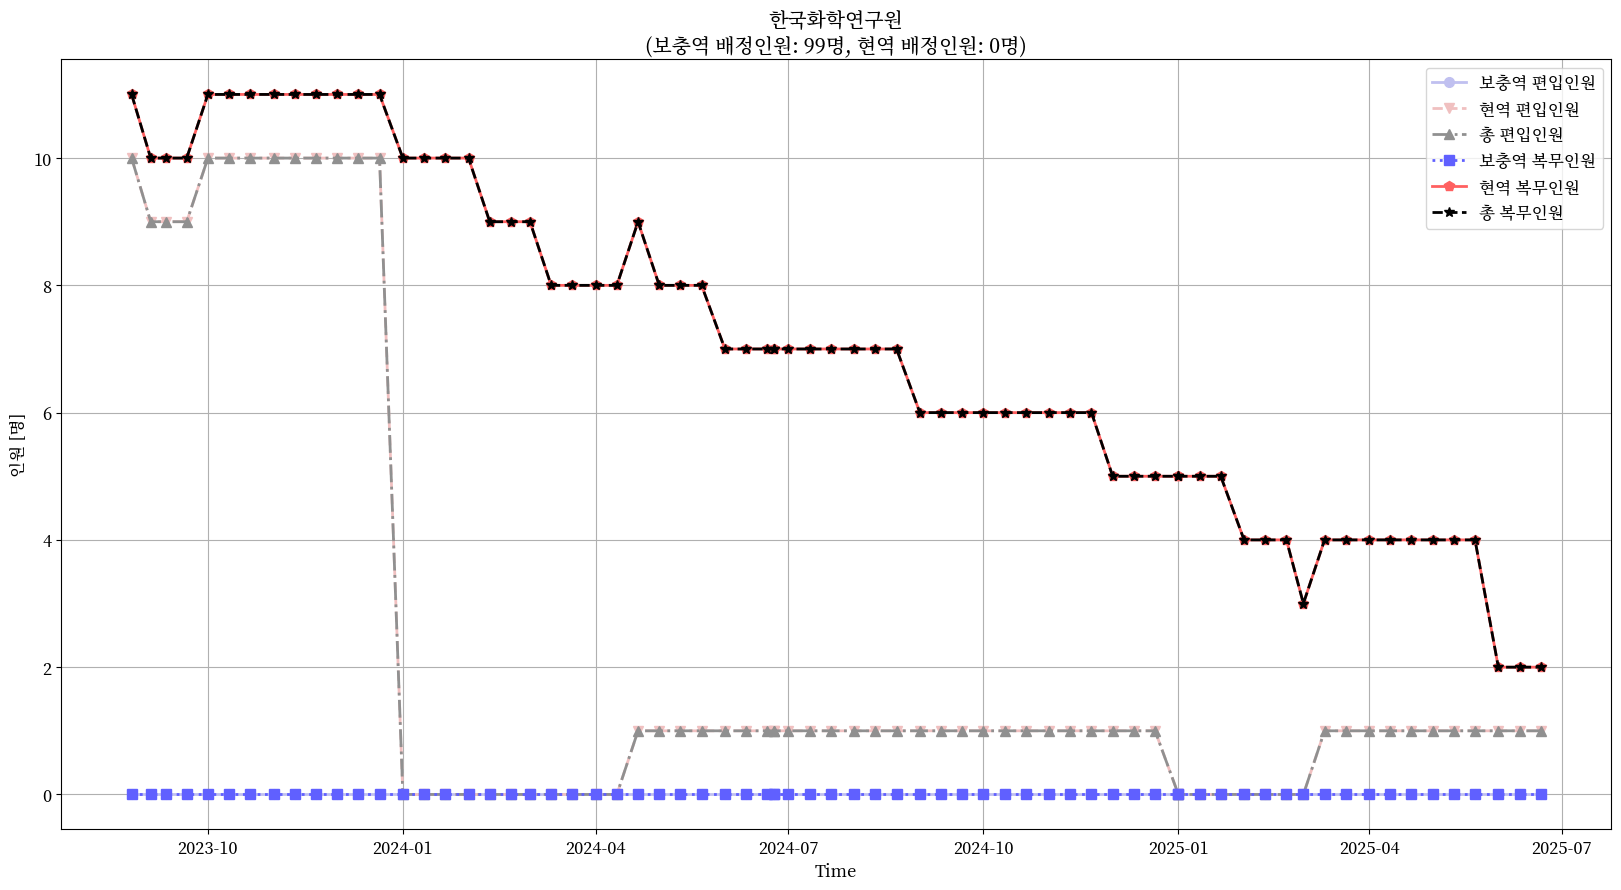 한국화학연구원
(보충역 배정인원: 99명, 현역 배정인원: 0명)
보충역 편입인원
현역 편입인원
총 편입인원
보충역 복무인원
현역 복무인원
총 복무인원
인원 [명]
10
8
6
4
2
0
2023-10
2024-01
2024-04
2024-07
2024-10
2025-01
2025-04
2025-07
Time